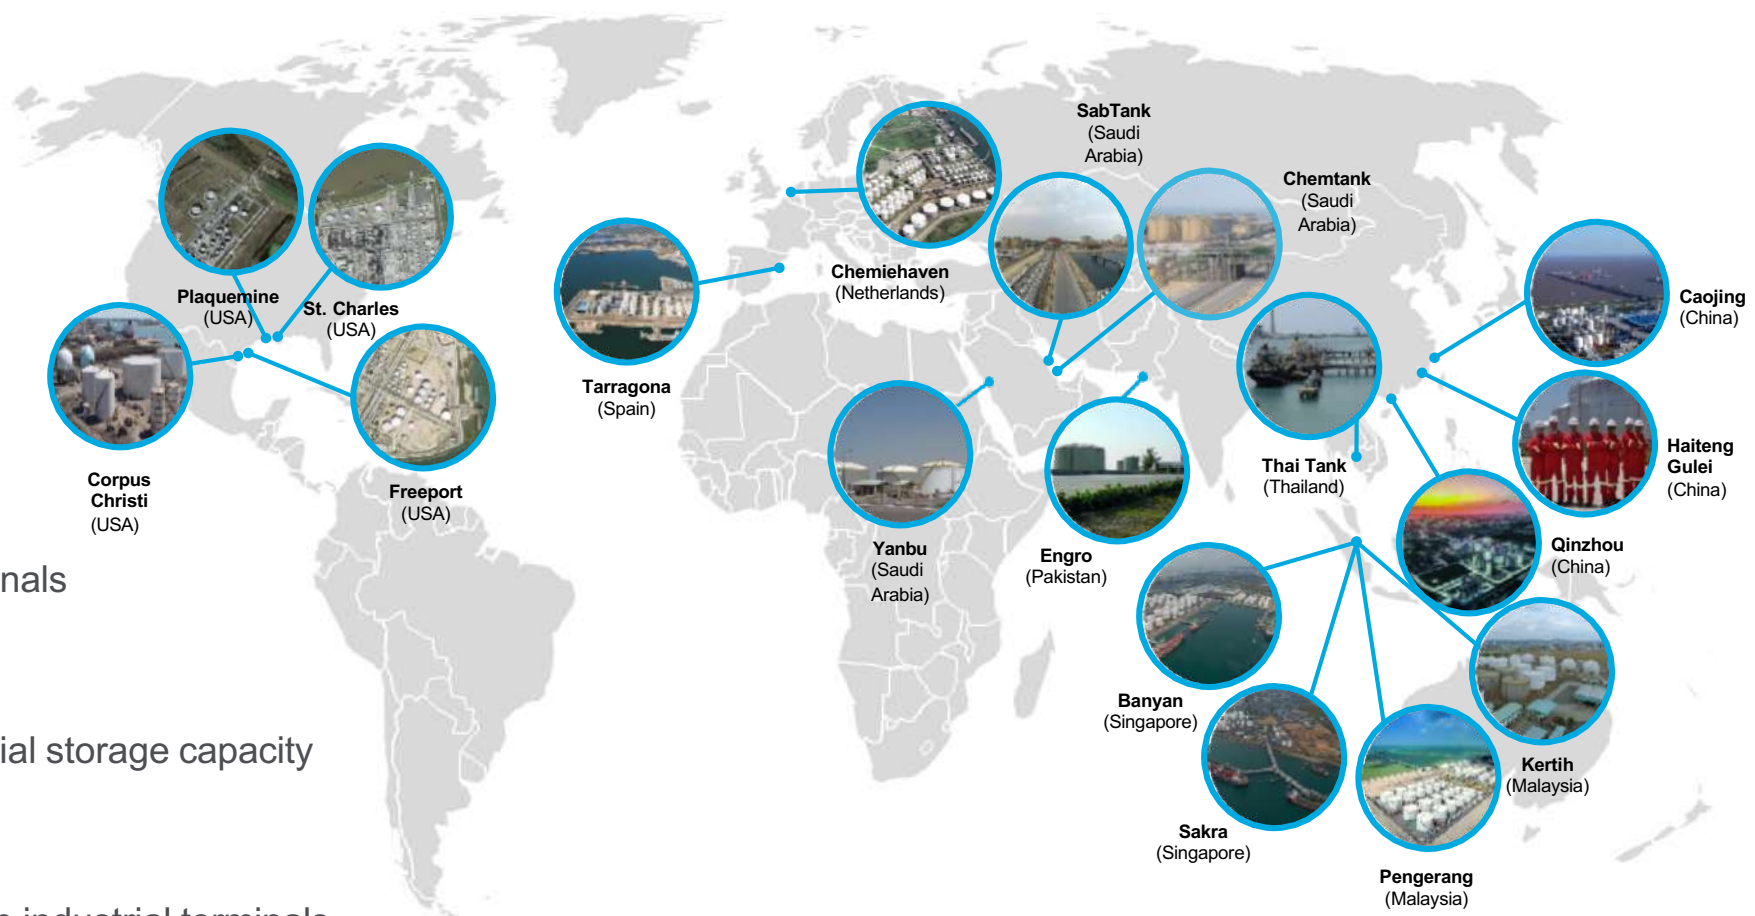 SabTank
(Saudi
Arabia)
Chemtank
(Saudi
Arabia)
Plaquemine
(USA)
St. Charles
(USA)
Chemiehaven
(Netherlands)
Caojing
(China)
Tarragona
(Spain)
Corpus
Christi
(USA)
Freeport
(USA)
Thai Tank
(Thailand)
Haiteng
Gulei
(China)
Yanbu
(Saudi
Arabia)
Engro
(Pakistan)
Qinzhou
(China)
nals
Banyan
(Singapore)
ial storage capacity
Kertih
(Malaysia)
Sakra
(Singapore)
Pengerang
(Malaysia)
industrial terminals